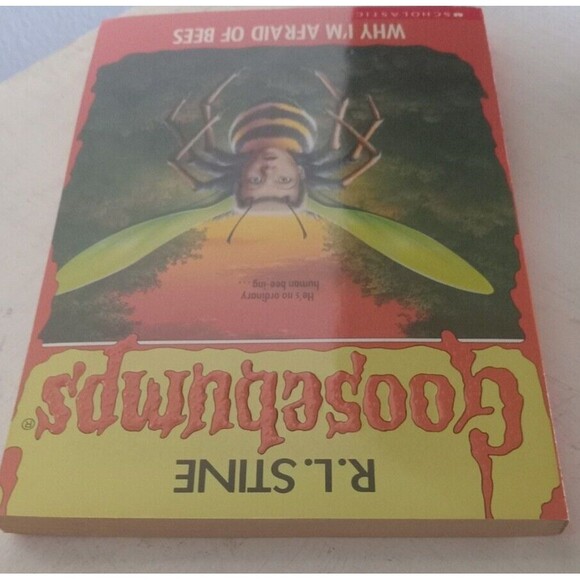 R.L. STINE
Goosebumps®
He's no ordinary
human bee-ing...
WHY I'M AFRAID OF BEES
SCHOLASTIC